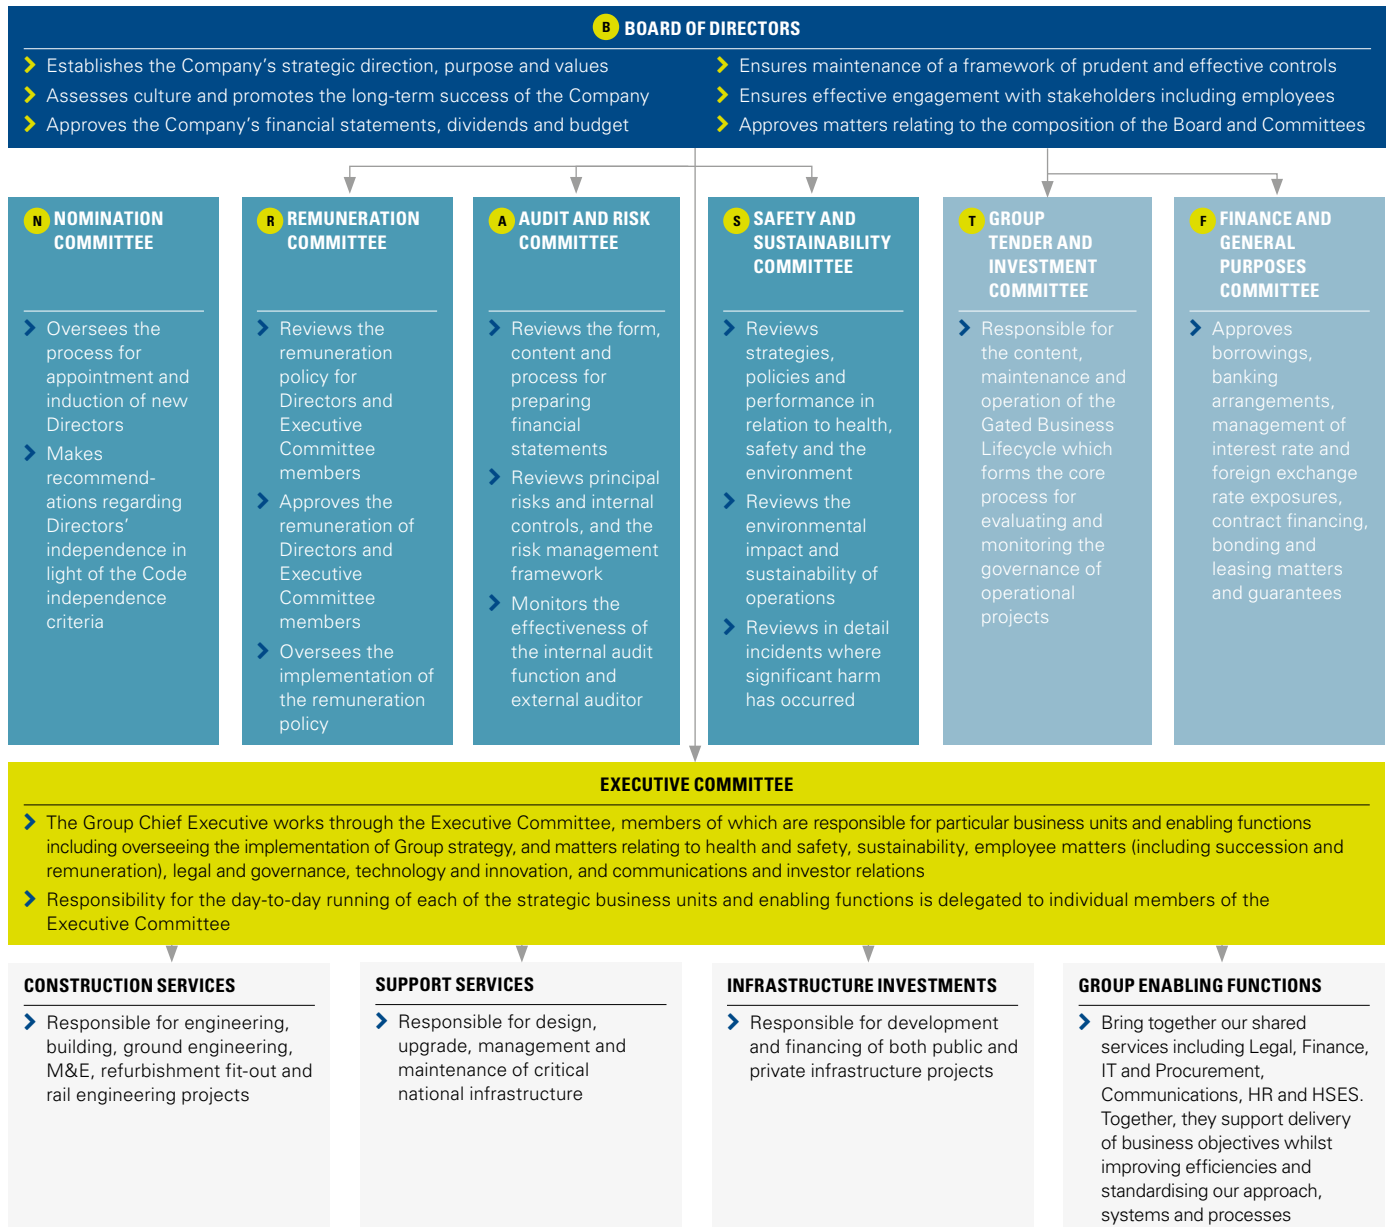 B BOARD OF DIRECTORS
Establishes the Company’s strategic direction, purpose and values
Assesses culture and promotes the long-term success of the Company
Approves the Company’s financial statements, dividends and budget
Ensures maintenance of a framework of prudent and effective controls
Ensures effective engagement with stakeholders including employees
Approves matters relating to the composition of the Board and Committees
N NOMINATION
COMMITTEE
Oversees the
process for
appointment and
induction of new
Directors
Makes
recommend-
ations regarding
Directors’
independence in
light of the Code
independence
criteria
R REMUNERATION
COMMITTEE
Reviews the
remuneration
policy for
Directors and
Executive
Committee
members
Approves the
remuneration of
Directors and
Executive
Committee
members
Oversees the
implementation of
the remuneration
policy
A AUDIT AND RISK
COMMITTEE
Reviews the form,
content and
process for
preparing
financial
statements
Reviews principal
risks and internal
controls, and the
risk management
framework
Monitors the
effectiveness of
the internal audit
function and
external auditor
S SAFETY AND
SUSTAINABILITY
COMMITTEE
Reviews
strategies,
policies and
performance in
relation to health,
safety and the
environment
Reviews the
environmental
impact and
sustainability of
operations
Reviews in detail
incidents where
significant harm
has occurred
T GROUP
TENDER AND
INVESTMENT
COMMITTEE
Responsible for
the content,
maintenance and
operation of the
Gated Business
Lifecycle which
forms the core
process for
evaluating and
monitoring the
governance of
operational
projects
F FINANCE AND
GENERAL
PURPOSES
COMMITTEE
Approves
borrowings,
banking
arrangements,
management of
interest rate and
foreign exchange
rate exposures,
contract financing,
bonding and
leasing matters
and guarantees
EXECUTIVE COMMITTEE
The Group Chief Executive works through the Executive Committee, members of which are responsible for particular business units and enabling functions
including overseeing the implementation of Group strategy, and matters relating to health and safety, sustainability, employee matters (including succession and
remuneration), legal and governance, technology and innovation, and communications and investor relations
Responsibility for the day-to-day running of each of the strategic business units and enabling functions is delegated to individual members of the
Executive Committee
CONSTRUCTION SERVICES
Responsible for engineering,
building, ground engineering,
M&E, refurbishment fit-out and
rail engineering projects
SUPPORT SERVICES
Responsible for design,
upgrade, management and
maintenance of critical
national infrastructure
INFRASTRUCTURE INVESTMENTS
Responsible for development
and financing of both public and
private infrastructure projects
GROUP ENABLING FUNCTIONS
Bring together our shared
services including Legal, Finance,
IT and Procurement,
Communications, HR and HSES.
Together, they support delivery
of business objectives whilst
improving efficiencies and
standardising our approach,
systems and processes